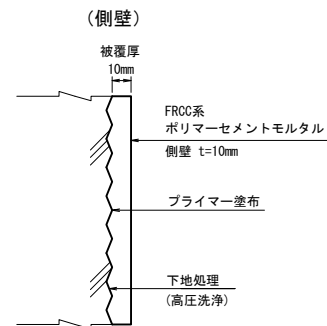 （側壁）
被覆厚
10mm
FRCC系
ポリマーセメントモルタル
側壁 t=10mm
プライマー塗布
下地処理
(高圧洗浄)